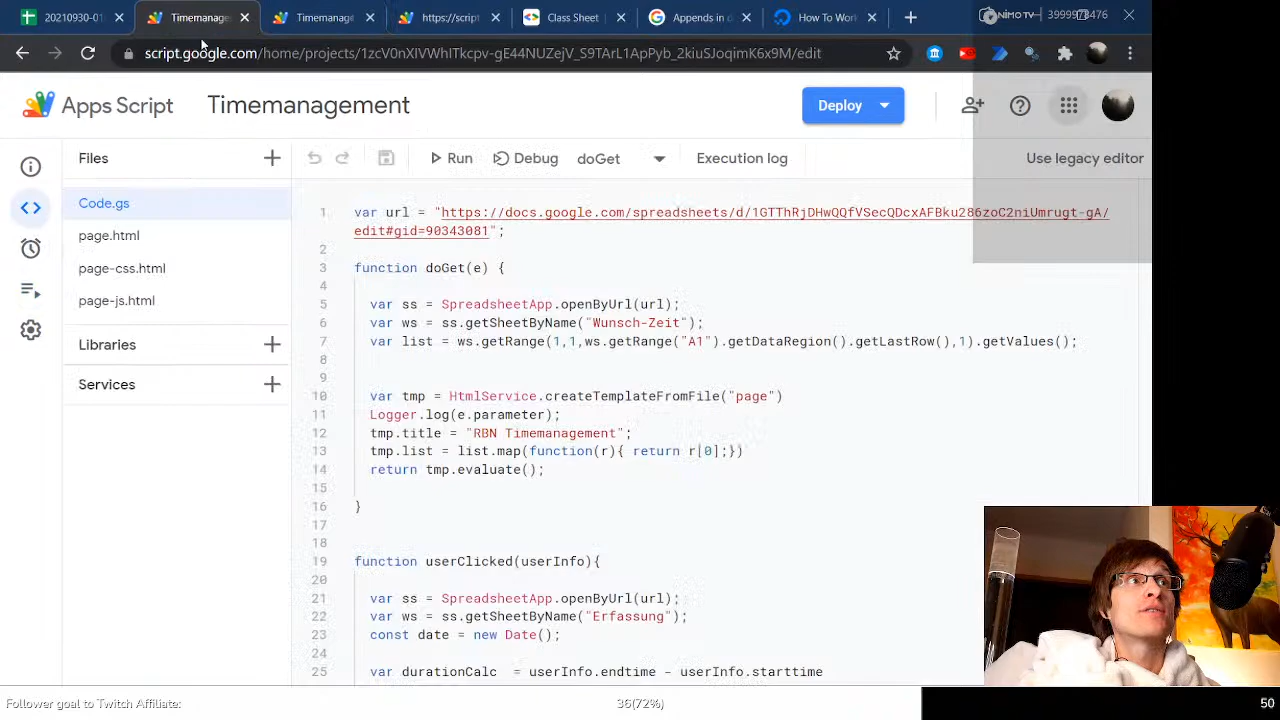 20210930-01
Timemanage
Timemanage
https://script
Class Sheet
Appends in d
How To Work
NIMO TV
script.google.com/home/projects/1zcV0nXIVWhITkcpv-gE44NUZejV_S9TArL1ApPyb_2kiuSJoqimK6x9M/edit
Apps Script
Timemanagement
Deploy
Files
Run
Debug
doGet
Execution log
Use legacy editor
Code.gs
page.html
page-css.html
page-js.html
Libraries
Services
1 var url = "https://docs.google.com/spreadsheets/d/1GTThRjDHwQQfVSecQDcxAFBku286zoC2niUmrugt-gA/
edit#gid=90343081";
2
3 function doGet(e) {
4
5 var ss = SpreadsheetApp.openByUrl(url);
6 var ws = ss.getSheetByName("Wunsch-Zeit");
7 var list = ws.getRange(1,1,ws.getRange("A1").getDataRegion().getLastRow(),1).getValues();
8
9
10 var tmp = HtmlService.createTemplateFromFile("page")
11 Logger.log(e.parameter);
12 tmp.title = "RBN Timemanagement";
13 tmp.list = list.map(function(r){ return r[0];})
14 return tmp.evaluate();
15
16 }
17
18
19 function userClicked(userInfo){
20
21 var ss = SpreadsheetApp.openByUrl(url);
22 var ws = ss.getSheetByName("Erfassung");
23 const date = new Date();
24
25 var durationCalc = userInfo.endtime - userInfo.starttime
Follower goal to Twitch Affiliate:
36(72%)
50